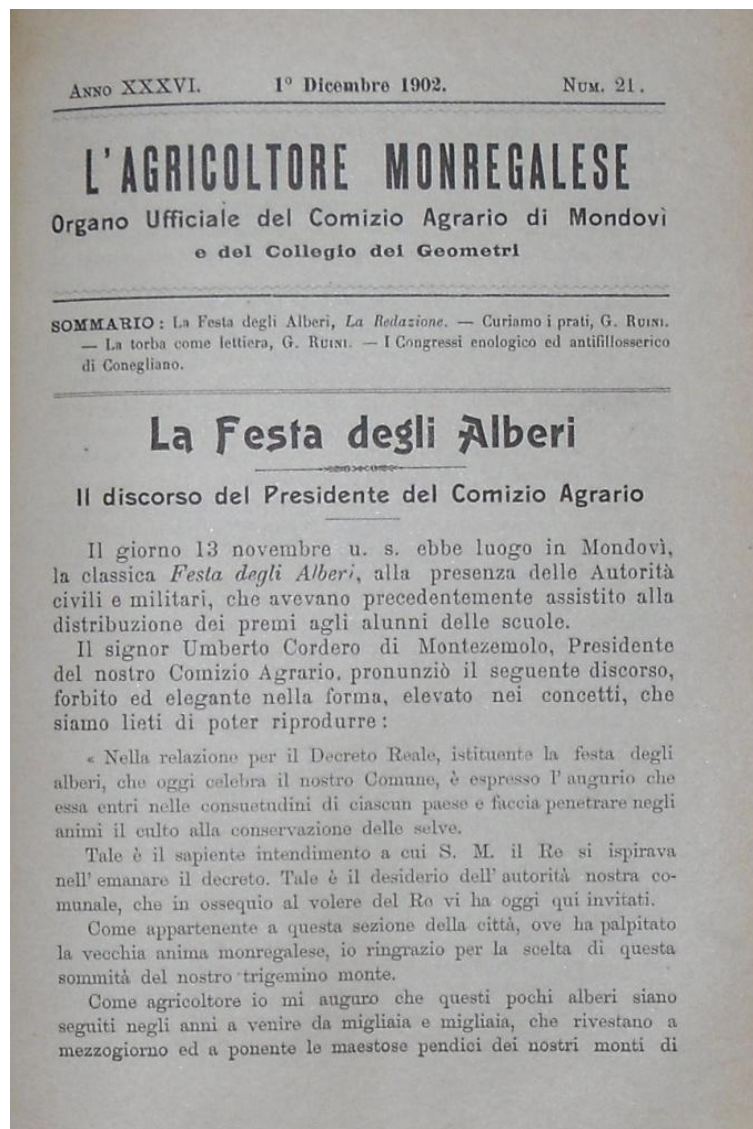 Anno XXXVI. 1º Dicembre 1902. Num. 21.
L'AGRICOLTORE MONREGALESE
Organo Ufficiale del Comizio Agrario di Mondovì
e del Collegio dei Geometri
SOMMARIO: La Festa degli Alberi, La Redazione. — Curiamo i prati, G. Ruini.
— La torba come lettiera, G. Ruini. — I Congressi enologico ed antifillosserico
di Conegliano.
La Festa degli Alberi
Il discorso del Presidente del Comizio Agrario
Il giorno 13 novembre u. s. ebbe luogo in Mondovì,
la classica Festa degli Alberi, alla presenza delle Autorità
civili e militari, che avevano precedentemente assistito alla
distribuzione dei premi agli alunni delle scuole.
Il signor Umberto Cordero di Montezemolo, Presidente
del nostro Comizio Agrario, pronunziò il seguente discorso,
forbito ed elegante nella forma, elevato nei concetti, che
siamo lieti di poter riprodurre:
« Nella relazione per il Decreto Reale, istituente la festa degli
alberi, che oggi celebra il nostro Comune, è espresso l'augurio che
essa entri nelle consuetudini di ciascun paese e faccia penetrare negli
animi il culto alla conservazione delle selve.
Tale è il sapiente intendimento a cui S. M. il Re si ispirava
nell'emanare il decreto. Tale è il desiderio dell'autorità nostra co-
munale, che in ossequio al volere del Re vi ha oggi qui invitati.
Come appartenente a questa sezione della città, ove ha palpitato
la vecchia anima monregalese, io ringrazio per la scelta di questa
sommità del nostro trigemino monte.
Come agricoltore io mi auguro che questi pochi alberi siano
seguiti negli anni a venire da migliaia e migliaia, che rivestano a
mezzogiorno ed a ponente le maestose pendici dei nostri monti di